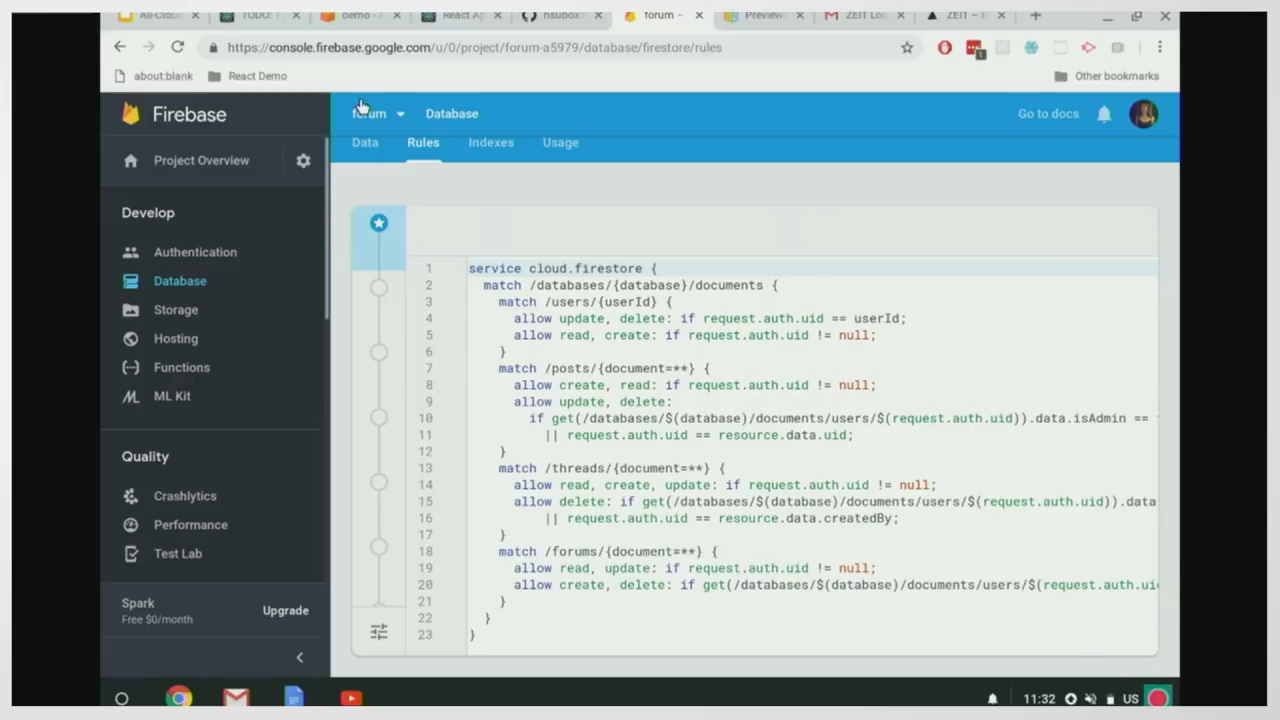 All-Cloud
TODO: T
demo - A
React Ap
hsubox
forum –
Preview
ZEIT Log
ZEIT – E
https://console.firebase.google.com/u/0/project/forum-a5979/database/firestore/rules
1
about:blank
React Demo
Other bookmarks
Firebase
forum
Database
Go to docs
Project Overview
Data
Rules
Indexes
Usage
Develop
Authentication
Database
Storage
Hosting
Functions
ML Kit
Quality
Crashlytics
Performance
Test Lab
Spark
Free $0/month
Upgrade
1 service cloud.firestore {
2 match /databases/{database}/documents {
3 match /users/{userId} {
4 allow update, delete: if request.auth.uid == userId;
5 allow read, create: if request.auth.uid != null;
6 }
7 match /posts/{document=**} {
8 allow create, read: if request.auth.uid != null;
9 allow update, delete:
10 if get(/databases/$(database)/documents/users/$(request.auth.uid)).data.isAdmin ==
11 || request.auth.uid == resource.data.uid;
12 }
13 match /threads/{document=**} {
14 allow read, create, update: if request.auth.uid != null;
15 allow delete: if get(/databases/$(database)/documents/users/$(request.auth.uid)).data
16 || request.auth.uid == resource.data.createdBy;
17 }
18 match /forums/{document=**} {
19 allow read, update: if request.auth.uid != null;
20 allow create, delete: if get(/databases/$(database)/documents/users/$(request.auth.ui
21 }
22 }
23 }
11:32
US